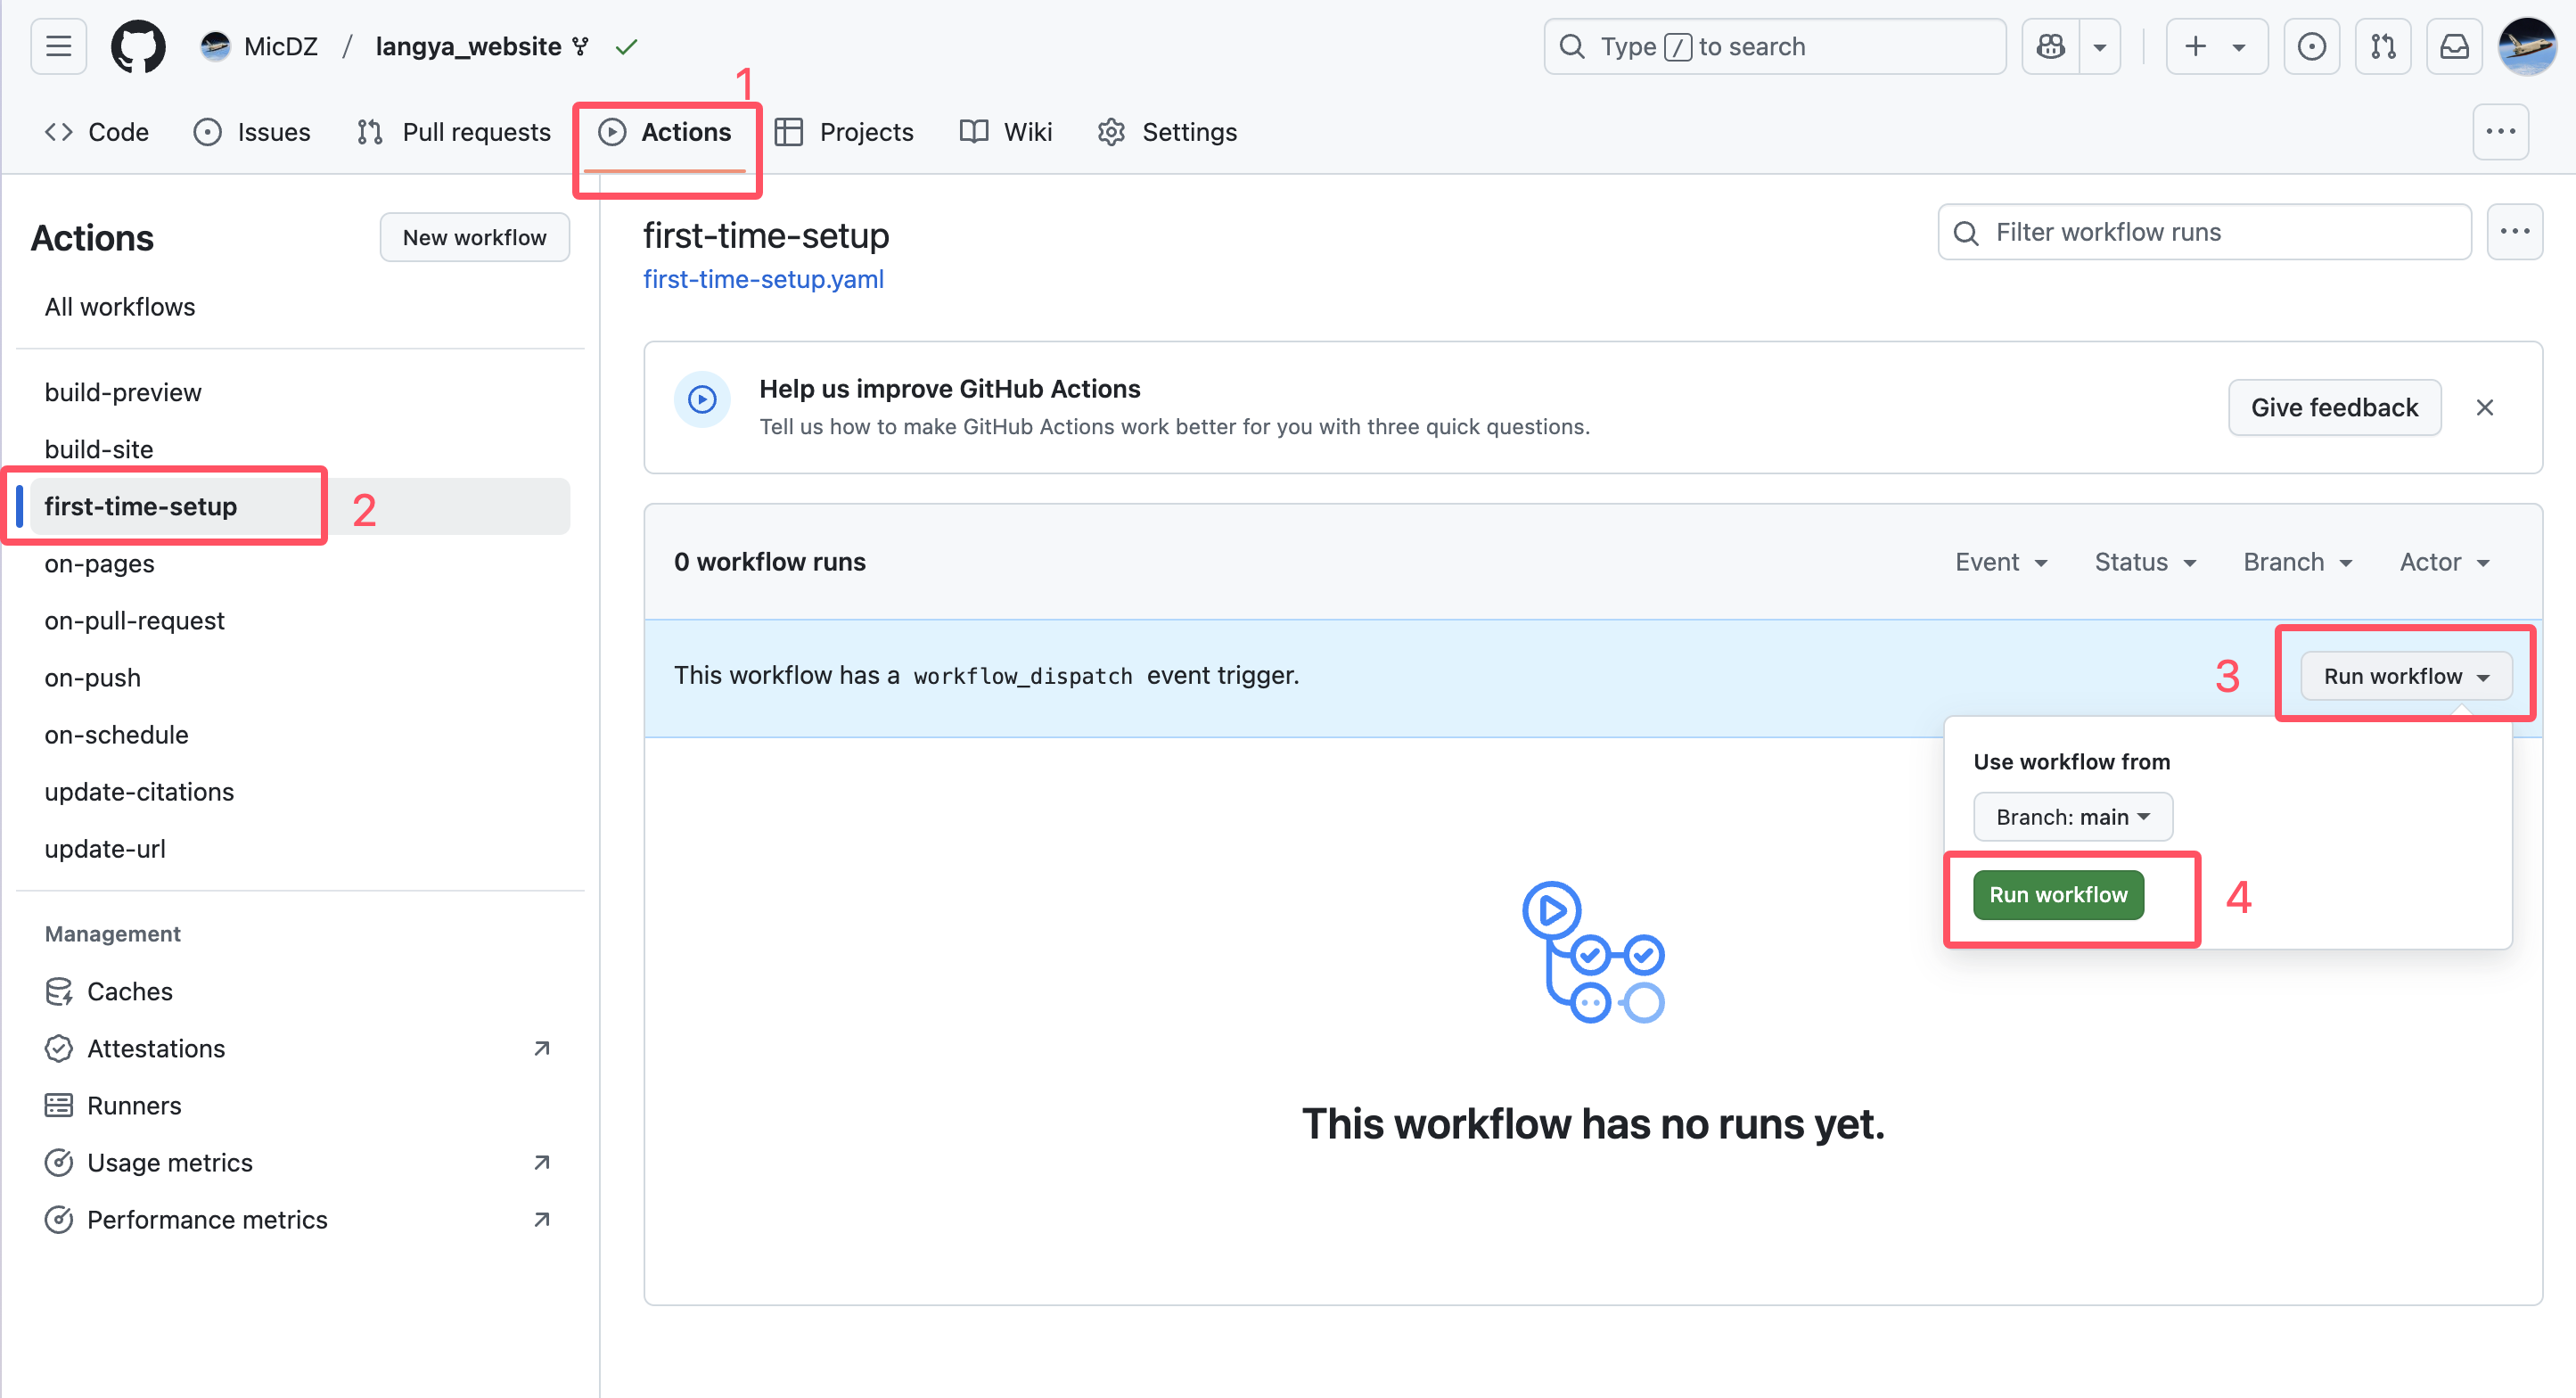 MicDZ / langya_website
Type / to search
1
Code
Issues
Pull requests
Actions
Projects
Wiki
Settings
Actions
New workflow
All workflows
build-preview
build-site
first-time-setup
2
on-pages
on-pull-request
on-push
on-schedule
update-citations
update-url
Management
Caches
Attestations
Runners
Usage metrics
Performance metrics
first-time-setup
first-time-setup.yaml
Filter workflow runs
Help us improve GitHub Actions
Tell us how to make GitHub Actions work better for you with three quick questions.
Give feedback
0 workflow runs
Event
Status
Branch
Actor
This workflow has a workflow_dispatch event trigger.
3
Run workflow
Use workflow from
Branch: main
Run workflow
4
This workflow has no runs yet.